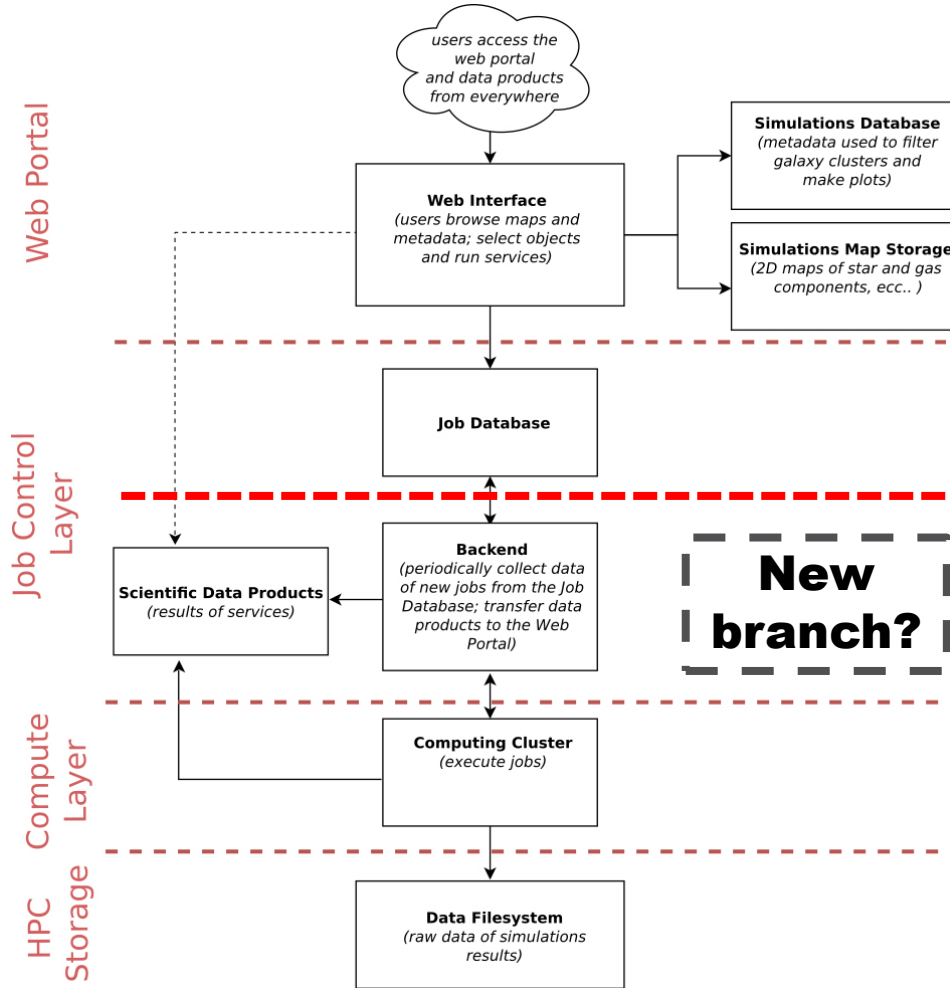 users access the
web portal
and data products
from everywhere
Web Portal
Simulations Database
(metadata used to filter
galaxy clusters and
make plots)
Web Interface
(users browse maps and
metadata; select objects
and run services)
Simulations Map Storage
(2D maps of star and gas
components, ecc.. )
Job Control
Layer
Job Database
Backend
(periodically collect data
of new jobs from the Job
Database; transfer data
products to the Web
Portal)
Scientific Data Products
(results of services)
New
branch?
Compute
Layer
Computing Cluster
(execute jobs)
HPC
Storage
Data Filesystem
(raw data of simulations
results)